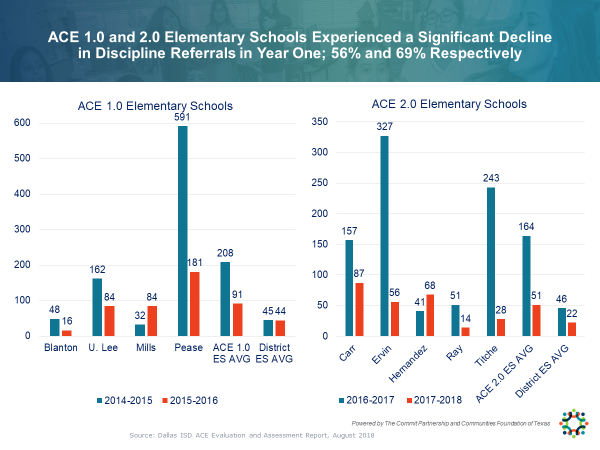 ACE 1.0 and 2.0 Elementary Schools Experienced a Significant Decline
in Discipline Referrals in Year One; 56% and 69% Respectively
ACE 1.0 Elementary Schools
600
500
400
300
200
100
0
48
16
162
84
32
84
591
181
208
91
45
44
Blanton
U. Lee
Mills
Pease
ACE 1.0
ES AVG
District
ES AVG
2014-2015
2015-2016
ACE 2.0 Elementary Schools
350
300
250
200
150
100
50
0
157
87
327
56
41
68
51
14
243
28
164
51
46
22
Carr
Ervin
Hernandez
Ray
Titche
ACE 2.0 ES AVG
District ES AVG
2016-2017
2017-2018
Powered by The Commit Partnership and Communities Foundation of Texas
Source: Dallas ISD ACE Evaluation and Assessment Report, August 2018